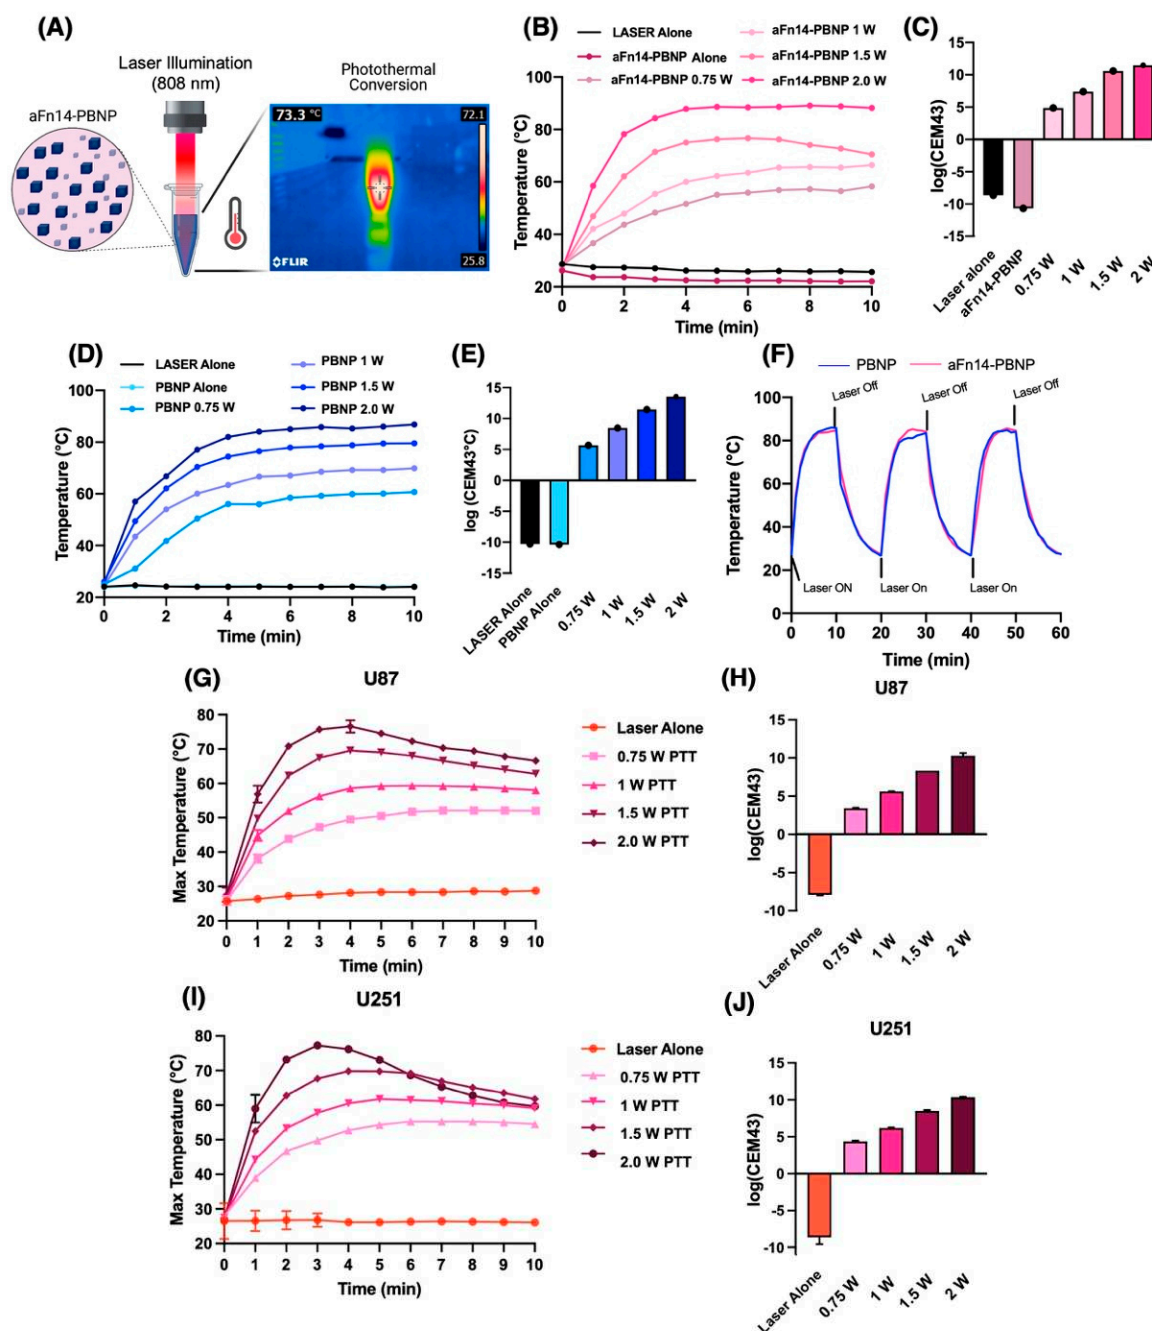 (A)
Laser Illumination
(808 nm)
aFn14-PBNP
Photothermal
Conversion
73.3 °C
72.1
25.8
FLIR
(B)
LASER Alone
aFn14-PBNP Alone
aFn14-PBNP 0.75 W
aFn14-PBNP 1 W
aFn14-PBNP 1.5 W
aFn14-PBNP 2.0 W
Temperature (°C)
100
80
60
40
20
0 2 4 6 8 10
Time (min)
(C)
log(CEM43)
15
10
5
0
-5
-10
-15
Laser alone
aFn14-PBNP
0.75 W
1 W
1.5 W
2 W
(D)
LASER Alone
PBNP Alone
PBNP 0.75 W
PBNP 1 W
PBNP 1.5 W
PBNP 2.0 W
Temperature (°C)
100
80
60
40
20
0 2 4 6 8 10
Time (min)
(E)
log (CEM43°C)
15
10
5
0
-5
-10
-15
LASER Alone
PBNP Alone
0.75 W
1 W
1.5 W
2 W
(F)
PBNP
aFn14-PBNP
Laser Off
Laser Off
Laser Off
Temperature (°C)
100
80
60
40
20
0
Laser ON
Laser On
Laser On
0 10 20 30 40 50 60
Time (min)
(G)
U87
Max Temperature (°C)
80
70
60
50
40
30
20
0 1 2 3 4 5 6 7 8 9 10
Time (min)
Laser Alone
0.75 W PTT
1 W PTT
1.5 W PTT
2.0 W PTT
(H)
U87
log(CEM43)
15
10
5
0
-5
-10
Laser Alone
0.75 W
1 W
1.5 W
2 W
(I)
U251
Max Temperature (°C)
80
70
60
50
40
30
20
0 1 2 3 4 5 6 7 8 9 10
Time (min)
Laser Alone
0.75 W PTT
1 W PTT
1.5 W PTT
2.0 W PTT
(J)
U251
log(CEM43)
15
10
5
0
-5
-10
Laser Alone
0.75 W
1 W
1.5 W
2 W